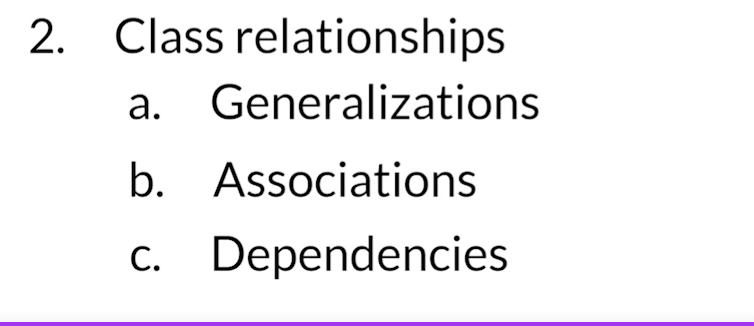 2. Class relationships
a. Generalizations
b. Associations
c. Dependencies